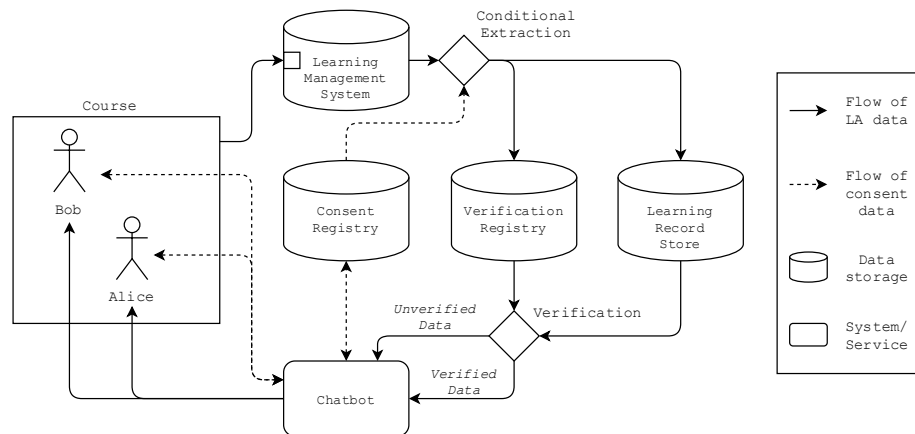 Conditional
Extraction
Learning
Management
System
Course
Bob
Alice
Consent
Registry
Verification
Registry
Learning
Record
Store
Unverified
Data
Verification
Verified
Data
Chatbot
Flow of
LA data
Flow of
consent
data
Data
storage
System/
Service